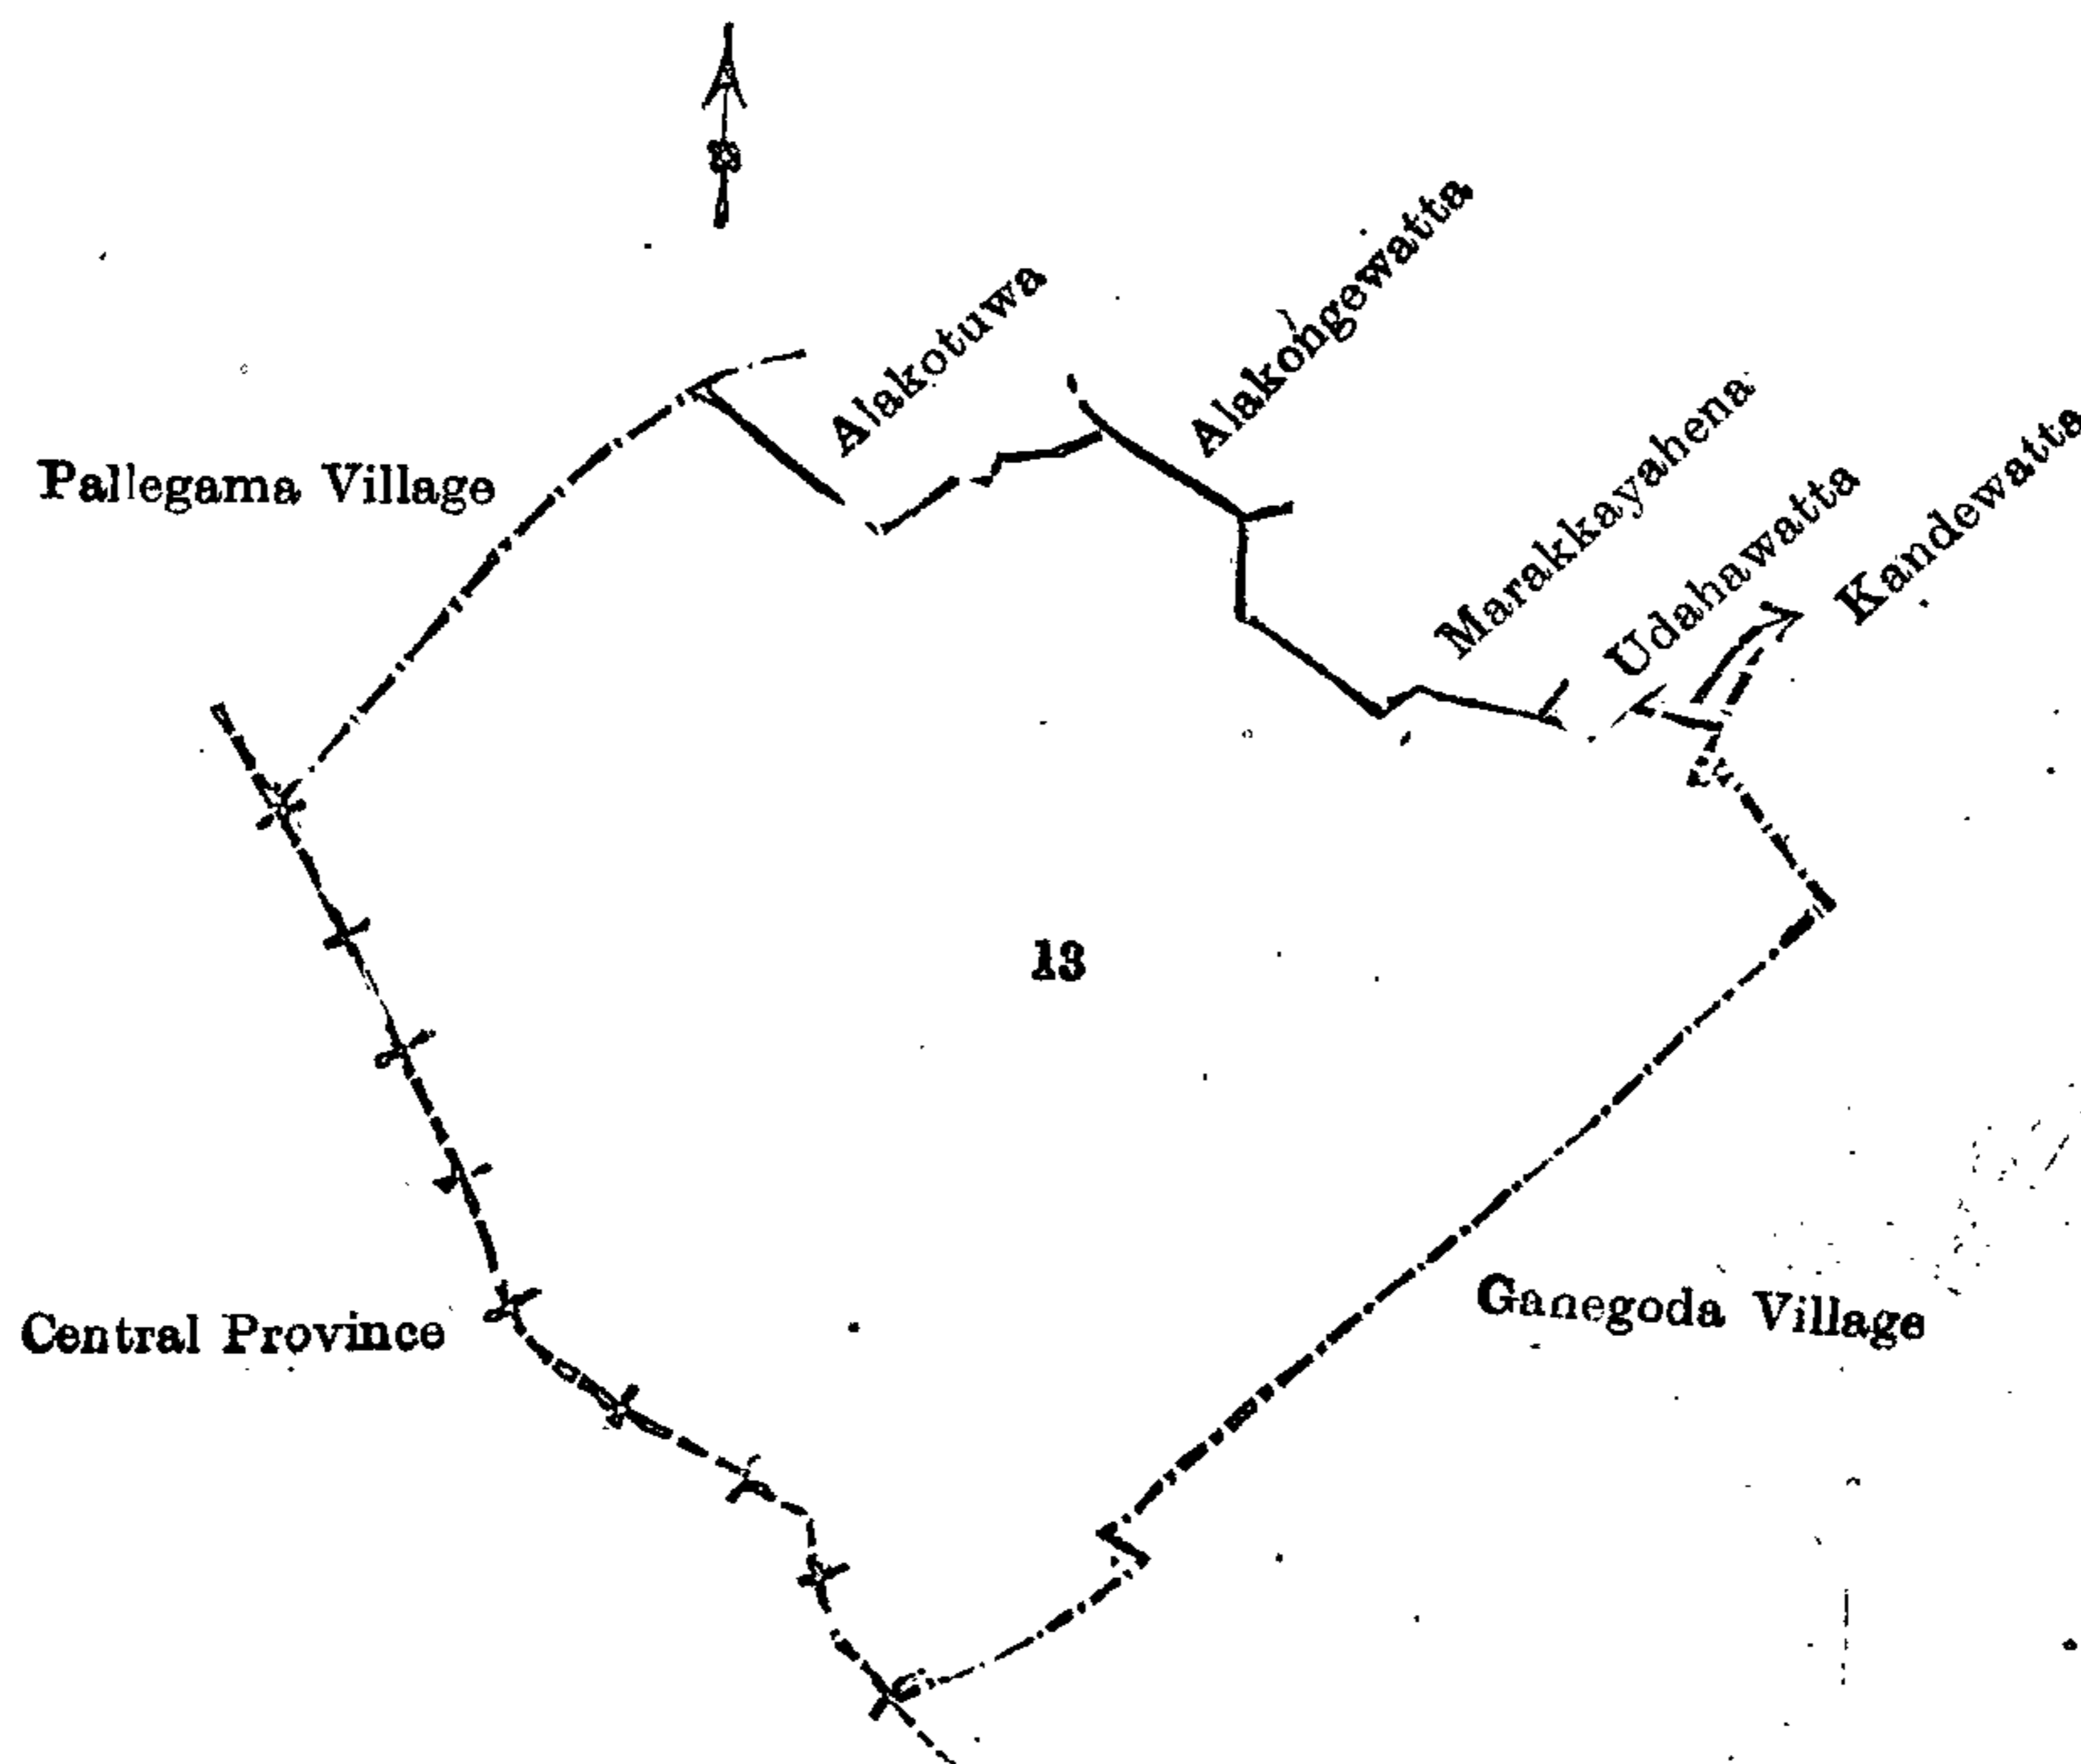 Alakotuwa
Alakongewatta
Pallegama Village
Marakkayahena
Udahawatta
Kandewatta
13
Central Province
Ganegoda Village